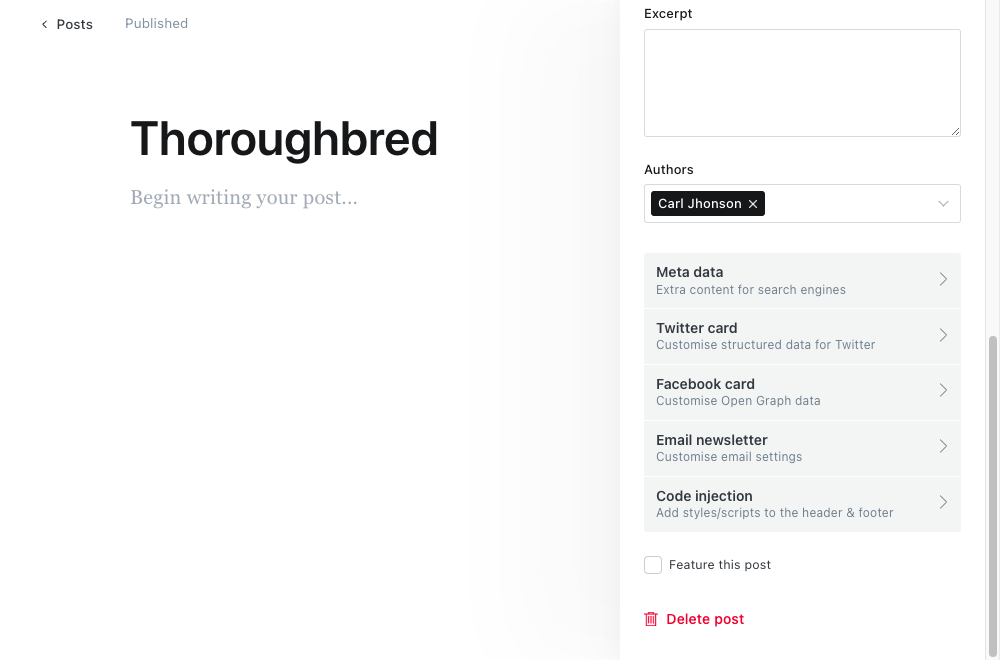 Posts
Published
Thoroughbred
Begin writing your post...
Excerpt
Authors
Carl Jhonson
Meta data
Extra content for search engines
Twitter card
Customise structured data for Twitter
Facebook card
Customise Open Graph data
Email newsletter
Customise email settings
Code injection
Add styles/scripts to the header & footer
Feature this post
Delete post